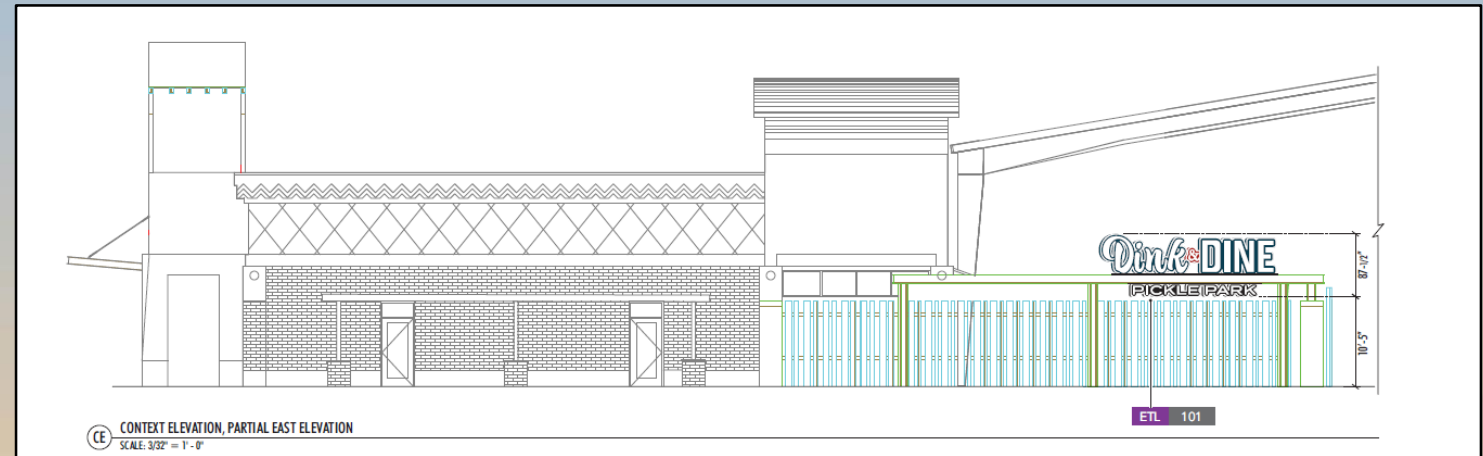 Dink & DINE
PICKLE PARK
87-1/2"
10'-5"
ETL 101
CE CONTEXT ELEVATION, PARTIAL EAST ELEVATION
SCALE: 3/32" = 1' - 0"